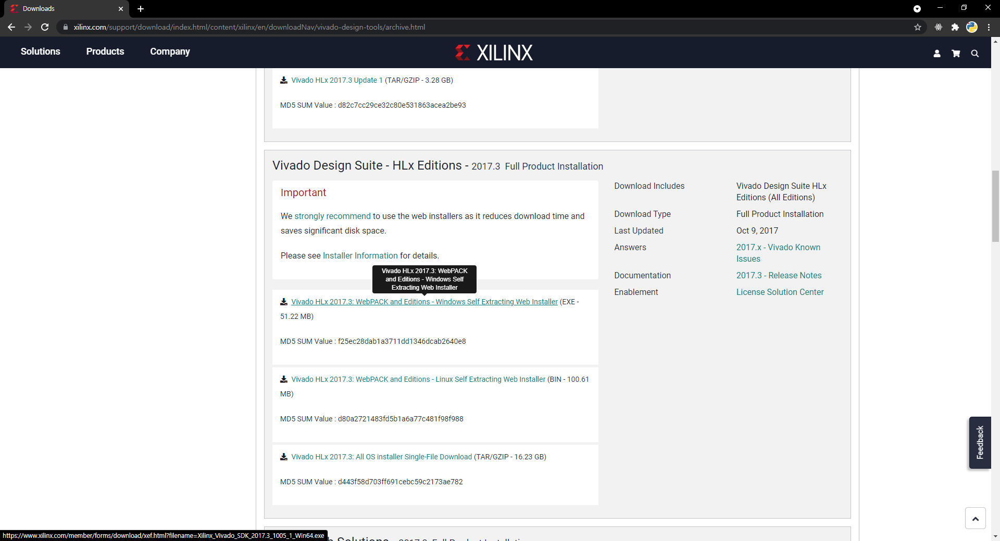 Downloads
xilinx.com/support/download/index.html/content/xilinx/en/downloadNav/vivado-design-tools/archive.html
Solutions
Products
Company
XILINX
Vivado HLx 2017.3 Update 1 (TAR/GZIP - 3.28 GB)
MD5 SUM Value : d82c7cc29ce32c80e531863acea2be93
Vivado Design Suite - HLx Editions - 2017.3 Full Product Installation
Important
We strongly recommend to use the web installers as it reduces download time and
saves significant disk space.
Please see Installer Information for details.
Vivado HLx 2017.3: WebPACK
and Editions - Windows Self
Extracting Web Installer
Vivado HLx 2017.3: WebPACK and Editions - Windows Self Extracting Web Installer (EXE -
51.22 MB)
MD5 SUM Value : f25ec28dab1a3711dd1346dcab2640e8
Vivado HLx 2017.3: WebPACK and Editions - Linux Self Extracting Web Installer (BIN - 100.61
MB)
MD5 SUM Value : d80a2721483fd5b1a6a77c481f98f988
Vivado HLx 2017.3: All OS installer Single-File Download (TAR/GZIP - 16.23 GB)
MD5 SUM Value : d443f58d703ff691cebc59c2173ae782
Download Includes
Vivado Design Suite HLx
Editions (All Editions)
Download Type
Full Product Installation
Last Updated
Oct 9, 2017
Answers
2017.x - Vivado Known
Issues
Documentation
2017.3 - Release Notes
Enablement
License Solution Center
Feedback
https://www.xilinx.com/member/forms/download/xef.html?filename=Xilinx_Vivado_SDK_2017.3_1005_1_Win64.exe